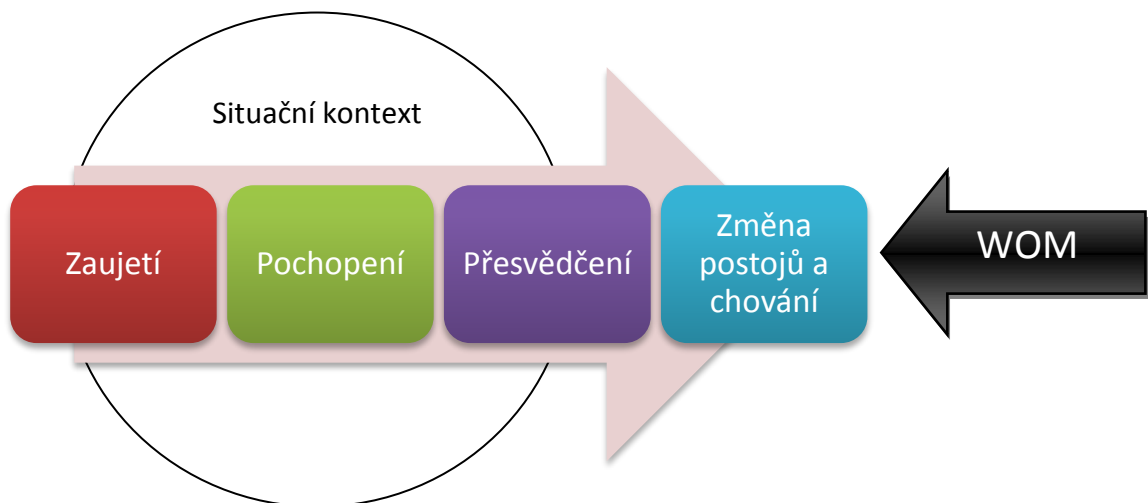 Situační kontext
Zaujetí
Pochopení
Přesvědčení
Změna
postojů a
chování
WOM